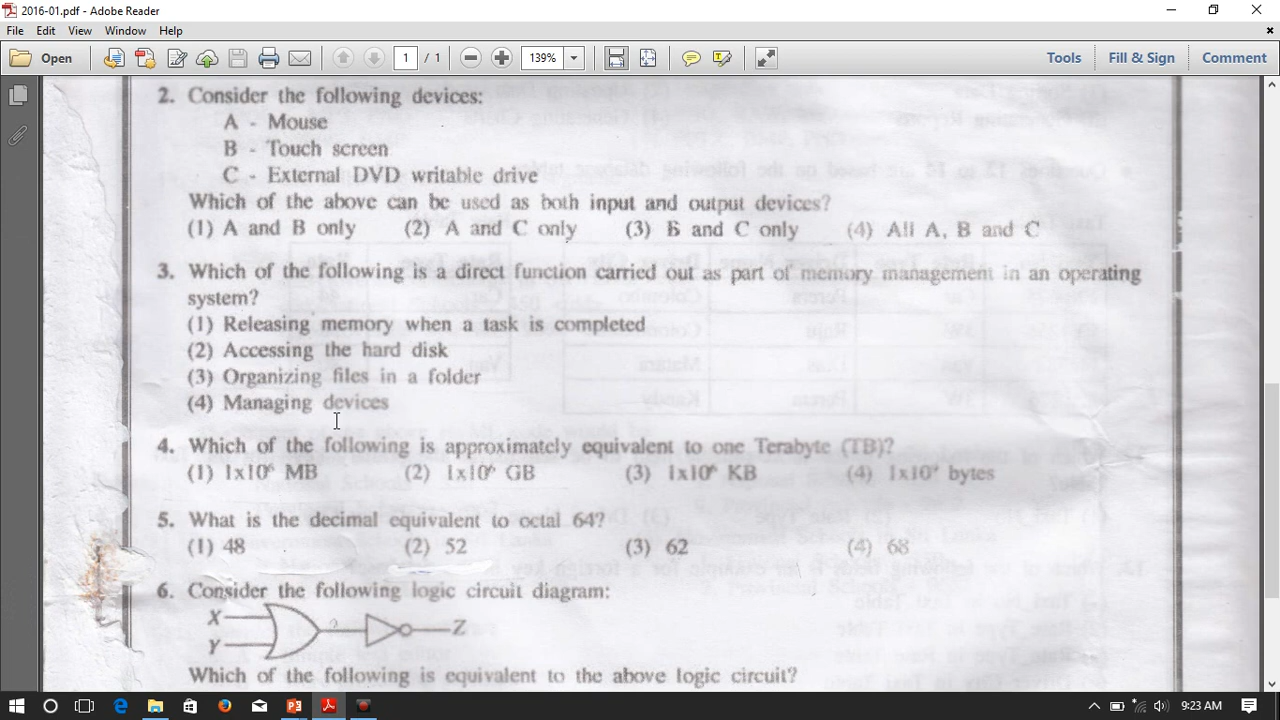 2016-01.pdf - Adobe Reader
File Edit View Window Help
Open 1 / 1 139% Tools Fill & Sign Comment
2. Consider the following devices:
A - Mouse
B - Touch screen
C - External DVD writable drive
Which of the above can be used as both input and output devices?
(1) A and B only (2) A and C only (3) B and C only (4) All A, B and C
3. Which of the following is a direct function carried out as part of memory management in an operating
system?
(1) Releasing memory when a task is completed
(2) Accessing the hard disk
(3) Organizing files in a folder
(4) Managing devices
4. Which of the following is approximately equivalent to one Terabyte (TB)?
(1) 1x10⁶ MB (2) 1x10⁶ GB (3) 1x10⁶ KB (4) bytes
5. What is the decimal equivalent to octal 64?
(1) 48 (2) 52 (3) 62 (4) 68
6. Consider the following logic circuit diagram:
X
Y
Z
Which of the following is equivalent to the above logic circuit?
9:23 AM